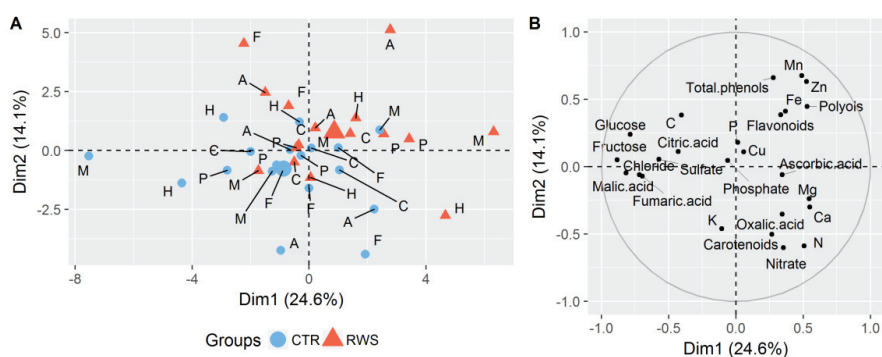 A
B
Dim2 (14.1%)
5.0
2.5
0.0
-2.5
5.0
-8
-4
0
4
Dim1 (24.6%)
F
A
A
F
H
H
H
A
M
C
A
C
P
P
P
M
C
P
C
F
M
P
P
M
C
H
H
M
F
F
A
C
H
A
F
Groups
CTR
RWS
Dim2 (14.1%)
1.0
0.5
0.0
-0.5
-1.0
-1.0
-0.5
0.0
0.5
1.0
Dim1 (24.6%)
Mn
Total.phenols
Zn
Fe
Polyois
Glucose
C
P
Flavonoids
Citric.acid
Fructose
Cu
Chloride
Sulfate
Ascorbic.acid
Malic.acid
Phosphate
Fumaric.acid
Mg
K
Oxalic.acid
Ca
Carotenoids
N
Nitrate